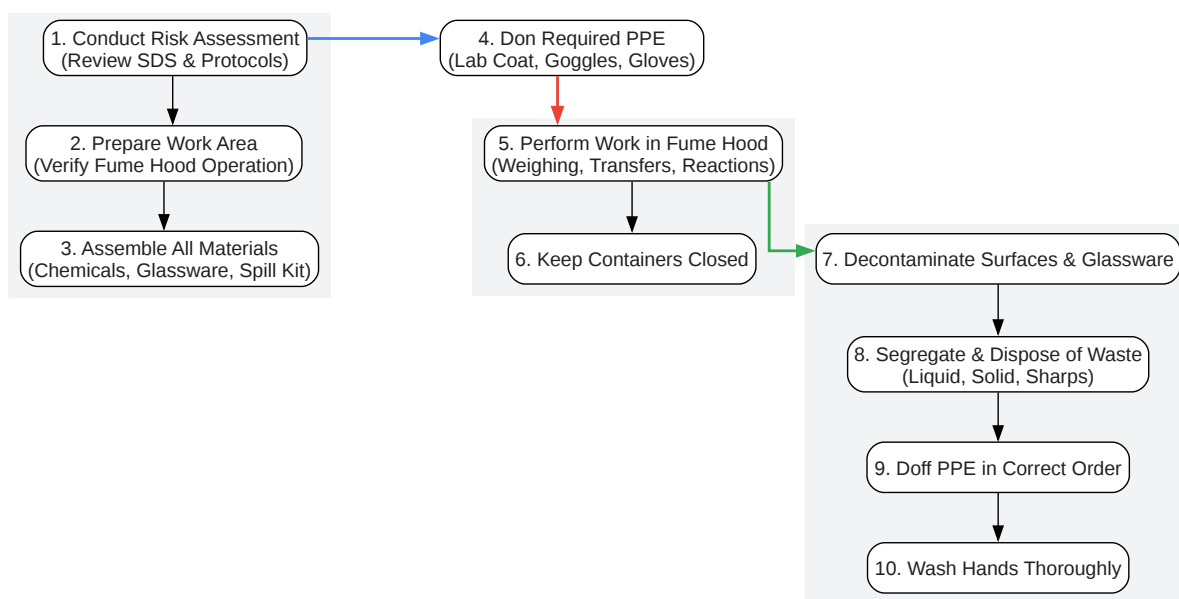 1. Conduct Risk Assessment
(Review SDS & Protocols)
2. Prepare Work Area
(Verify Fume Hood Operation)
3. Assemble All Materials
(Chemicals, Glassware, Spill Kit)
4. Don Required PPE
(Lab Coat, Goggles, Gloves)
5. Perform Work in Fume Hood
(Weighing, Transfers, Reactions)
6. Keep Containers Closed
7. Decontaminate Surfaces & Glassware
8. Segregate & Dispose of Waste
(Liquid, Solid, Sharps)
9. Doff PPE in Correct Order
10. Wash Hands Thoroughly